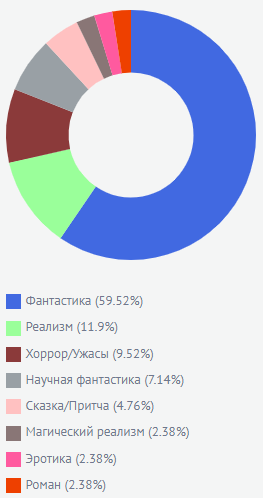 Фантастика (59.52%)
Реализм (11.9%)
Хоррор/Ужасы (9.52%)
Научная фантастика (7.14%)
Сказка/Притча (4.76%)
Магический реализм (2.38%)
Эротика (2.38%)
Роман (2.38%)